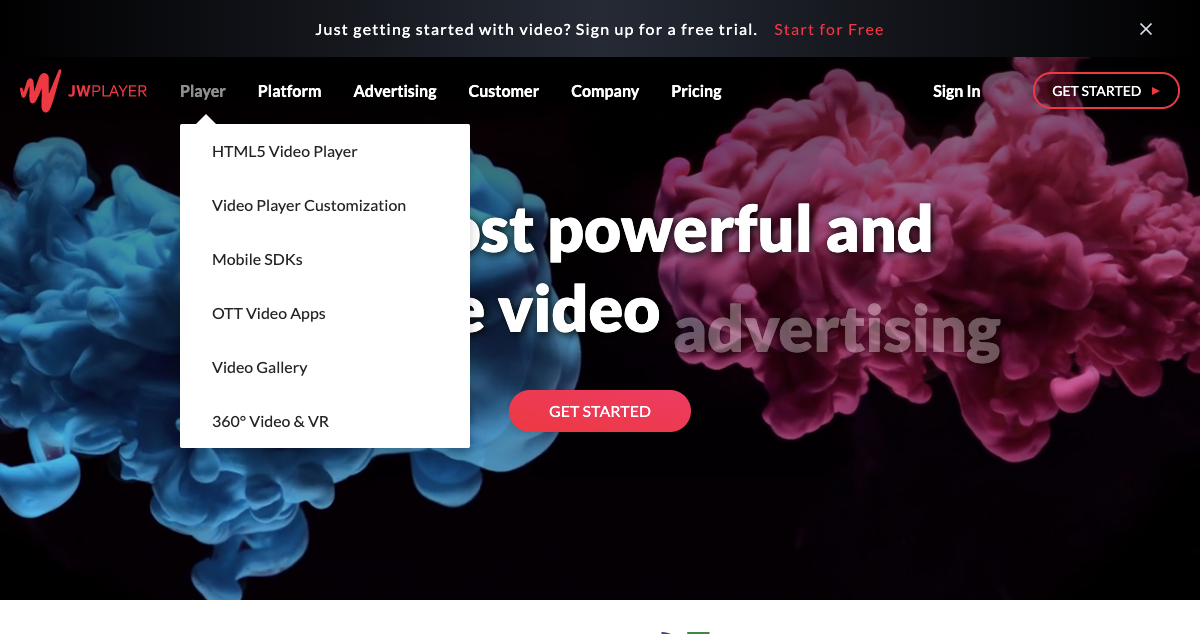 Just getting started with video? Sign up for a free trial. Start for Free
JWPLAYER Player Platform Advertising Customer Company Pricing Sign In GET STARTED
HTML5 Video Player
Video Player Customization
Mobile SDKs
OTT Video Apps
Video Gallery
360° Video & VR
powerful and
video advertising
GET STARTED